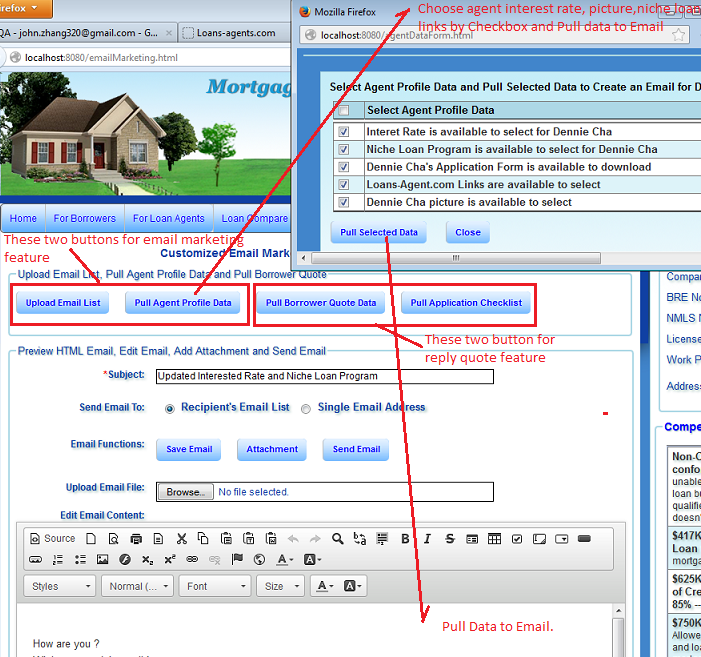 irefox
Mozilla Firefox
Choose agent interest rate, picture,niche loan
links by Checkbox and Pull data to Email
QA - john.zhang320@gmail.com - G...
Loans-agents.com
localhost:8080/agentDataForm.html
localhost:8080/emailMarketing.html
Mortgag
Select Agent Profile Data and Pull Selected Data to Create an Email for D
Select Agent Profile Data
Interet Rate is available to select for Dennie Cha
Niche Loan Program is available to select for Dennie Cha
Dennie Cha's Application Form is available to download
Loans-Agent.com Links are available to select
Dennie Cha picture is available to select
Pull Selected Data
Close
Home
For Borrowers
For Loan Agents
Loan Compare
These two buttons for email marketing
feature
Customized Email Mark
Upload Email List, Pull Agent Profile Data and Pull Borrower Quote
Upload Email List
Pull Agent Profile Data
Pull Borrower Quote Data
Pull Application Checklist
These two button for
reply quote feature
Preview HTML Email, Edit Email, Add Attachment and Send Email
*Subject:
Updated Interested Rate and Niche Loan Program
Send Email To:
Recipient's Email List
Single Email Address
Email Functions:
Save Email
Attachment
Send Email
Upload Email File:
Browse...
No file selected.
Edit Email Content:
Source
Styles
Normal (...
Font
Size
How are you ?
Pull Data to Email.
Compar
BRE No
NMLS N
License
Work P
Address
Compe
Non-C
confo
unable
loan bu
qualifie
doesn'
$417K
Loan
mortga
$625K
of Cre
85% --
$750K
Allowe
and loa